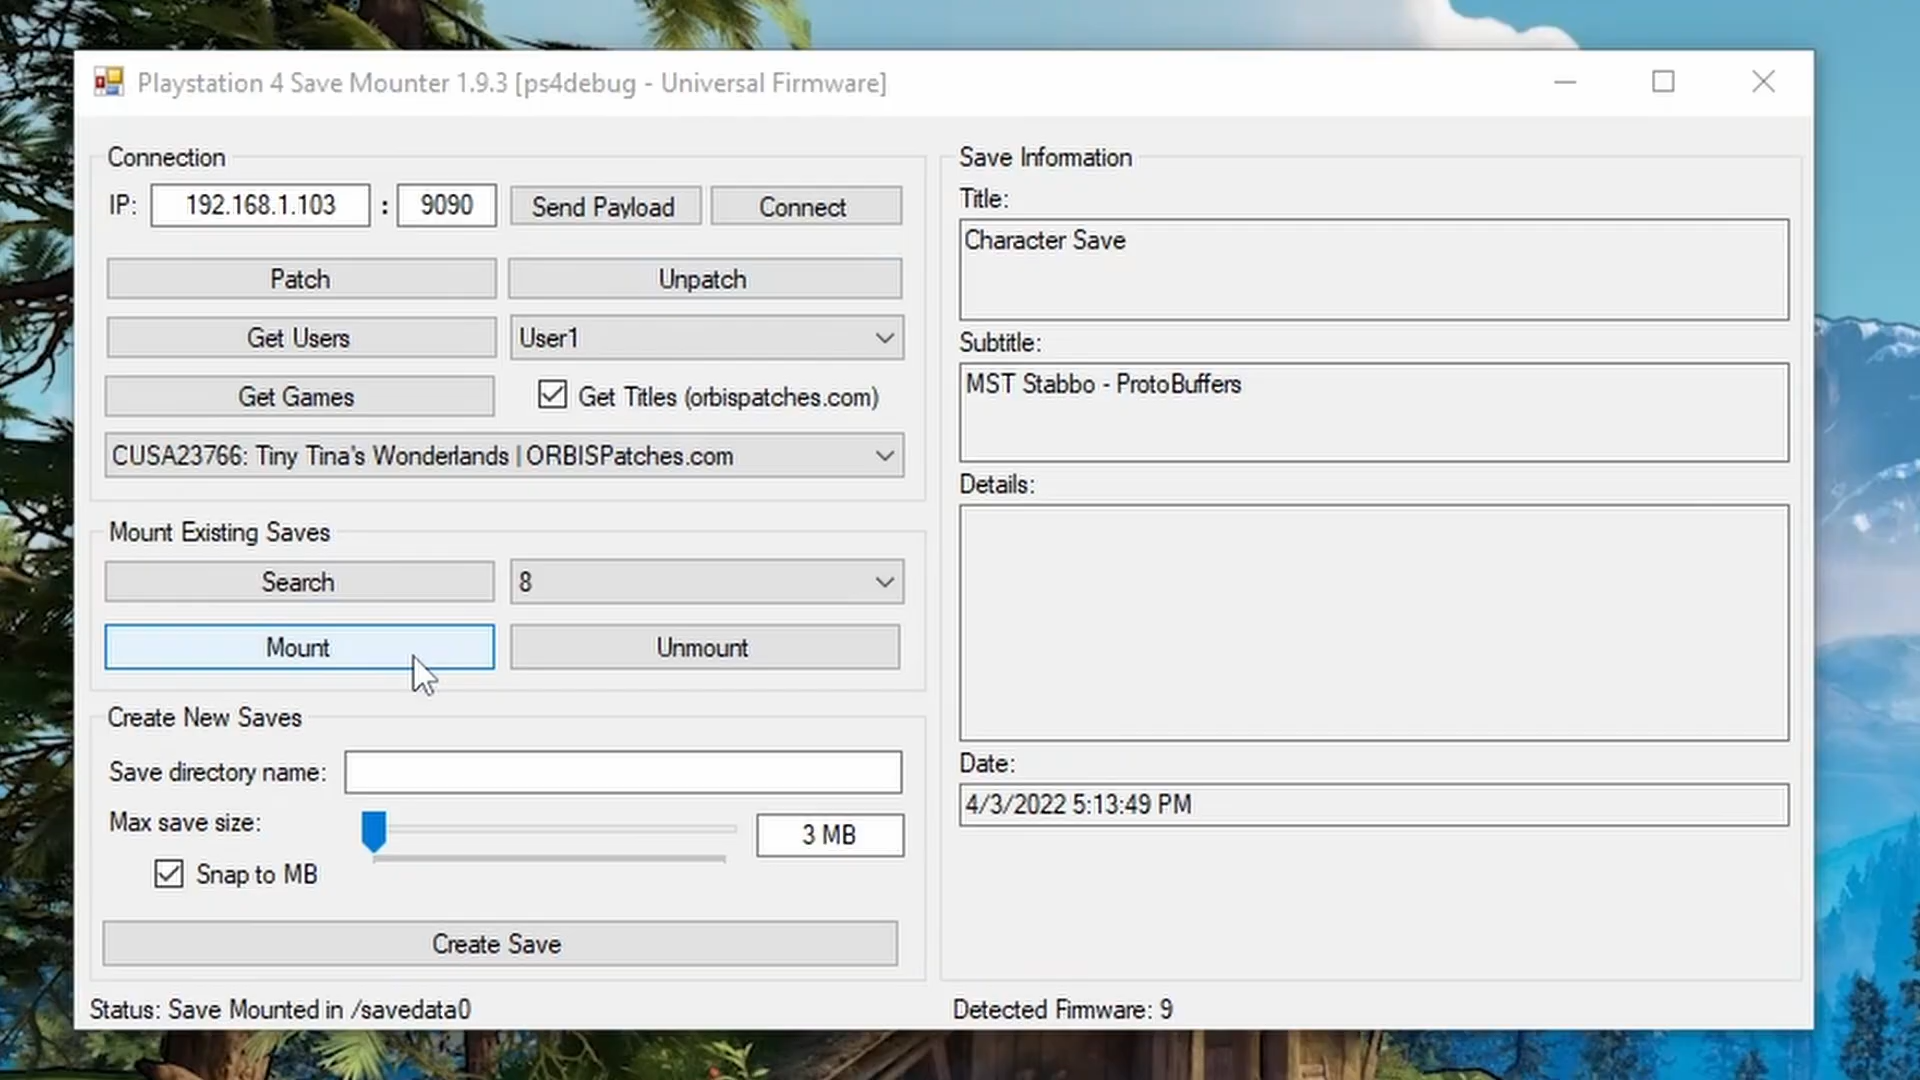 Playstation 4 Save Mounter 1.9.3 [ps4debug - Universal Firmware]
Connection
IP: 192.168.1.103 : 9090 Send Payload Connect
Patch Unpatch
Get Users User1
Get Games Get Titles (orbispatches.com)
CUSA23766: Tiny Tina's Wonderlands | ORBISPatches.com
Mount Existing Saves
Search 8
Mount Unmount
Create New Saves
Save directory name:
Max save size: 3 MB
Snap to MB
Create Save
Status: Save Mounted in /savedata0
Save Information
Title:
Character Save
Subtitle:
MST Stabbo - ProtoBuffers
Details:
Date:
4/3/2022 5:13:49 PM
Detected Firmware: 9